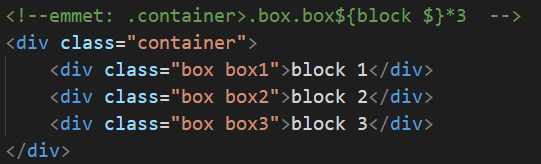 <!--emmet: .container>.box.box${block $}*3  -->
<div class="container">
    <div class="box box1">block 1</div>
    <div class="box box2">block 2</div>
    <div class="box box3">block 3</div>
</div>